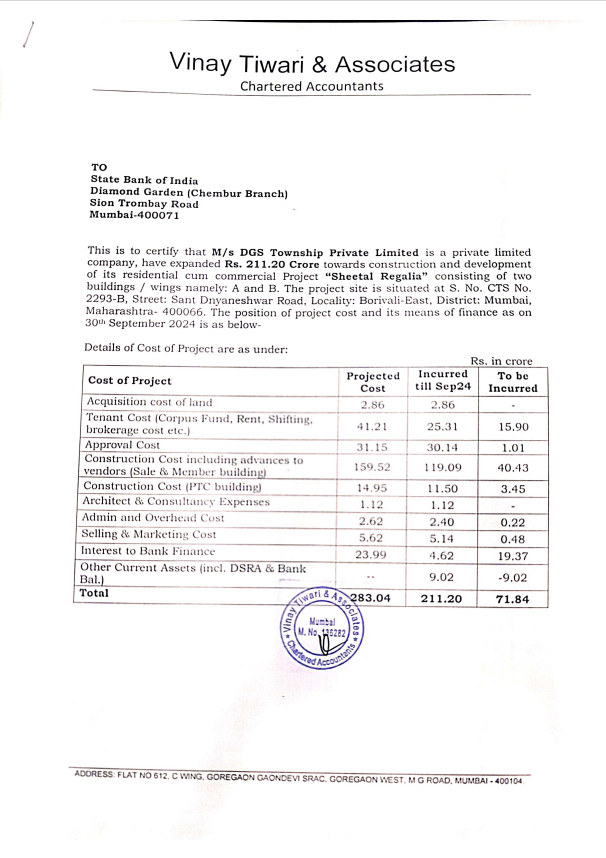 Vinay Tiwari & Associates
Chartered Accountants
TO
State Bank of India
Diamond Garden (Chembur Branch)
Sion Trombay Road
Mumbai-400071
This is to certify that M/s DGS Township Private Limited is a private limited
company, have expanded Rs. 211.20 Crore towards construction and development
of its residential cum commercial Project “Sheetal Regalia” consisting of two
buildings / wings namely: A and B. The project site is situated at S. No. CTS No.
2293-B, Street: Sant Dnyaneshwar Road, Locality: Borivali-East, District: Mumbai,
Maharashtra- 400066. The position of project cost and its means of finance as on
30th September 2024 is as below-
Details of Cost of Project are as under:
Rs. in crore
Cost of Project Projected Cost Incurred till Sep24 To be Incurred
Acquisition cost of land 2.86 2.86 -
Tenant Cost (Corpus Fund, Rent, Shifting,
brokerage cost etc.) 41.21 25.31 15.90
Approval Cost 31.15 30.14 1.01
Construction Cost including advances to
vendors (Sale & Member building) 159.52 119.09 40.43
Construction Cost (PTC building) 14.95 11.50 3.45
Architect & Consultancy Expenses 1.12 1.12 -
Admin and Overhead Cost 2.62 2.40 0.22
Selling & Marketing Cost 5.62 5.14 0.48
Interest to Bank Finance 23.99 4.62 19.37
Other Current Assets (incl. DSRA & Bank
Bal.) -- 9.02 -9.02
Total 283.04 211.20 71.84
Vinay Tiwari & Associates
Mumbai
M. No.
Chartered Accountants
ADDRESS: FLAT NO 612, C WING, GOREGAON GAONDEVI SRAC, GOREGAON WEST, M G ROAD, MUMBAI - 400104.